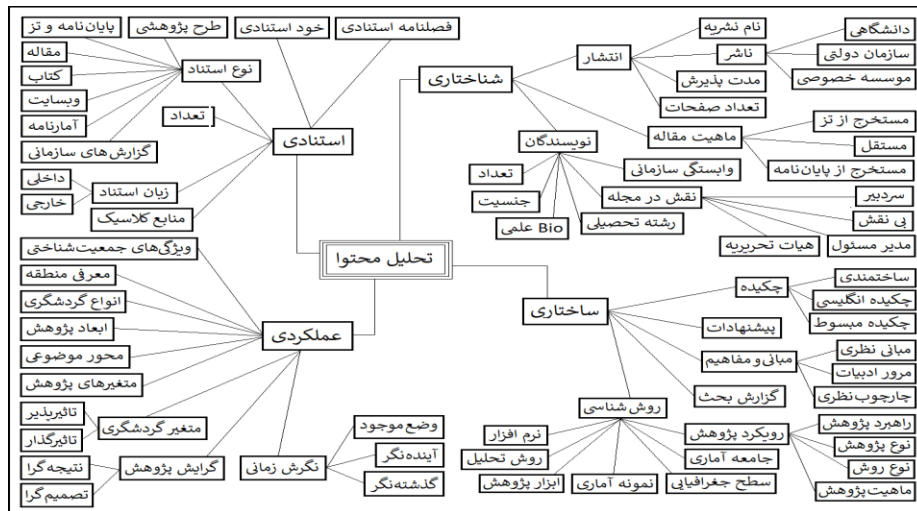 تحلیل محتوا
شناختاری
انتشار
نام نشریه
ناشر
دانشگاهی
سازمان دولتی
موسسه خصوصی
مدت پذیرش
تعداد صفحات
ماهیت مقاله
مستخرج از تز
مستقل
مستخرج از پایان‌نامه
نویسندگان
وابستگی سازمانی
نقش در مجله
سردبیر
بی نقش
مدیر مسئول
هیات تحریریه
رشته تحصیلی
Bio علمی
جنسیت
تعداد
استنادی
فصلنامه استنادی
خود استنادی
نوع استناد
طرح پژوهشی
پایان‌نامه و تز
مقاله
کتاب
وبسایت
آمارنامه
گزارش‌های سازمانی
تعداد
زبان استناد
داخلی
خارجی
منابع کلاسیک
ساختاری
چکیده
ساختمندی
چکیده انگلیسی
چکیده مبسوط
پیشنهادات
مبانی و مفاهیم
مبانی نظری
مرور ادبیات
چارچوب نظری
گزارش بحث
روش شناسی
رویکرد پژوهش
راهبرد پژوهش
نوع پژوهش
نوع روش
ماهیت پژوهش
جامعه آماری
سطح جغرافیایی
نمونه آماری
ابزار پژوهش
روش تحلیل
نرم افزار
عملکردی
ویژگی‌های جمعیت‌شناختی
معرفی منطقه
انواع گردشگری
ابعاد پژوهش
محور موضوعی
متغیرهای پژوهش
متغیر گردشگری
تاثیرپذیر
تاثیرگذار
گرایش پژوهش
نتیجه‌گرا
تصمیم‌گرا
نگرش زمانی
وضع موجود
آینده‌نگر
گذشته‌نگر